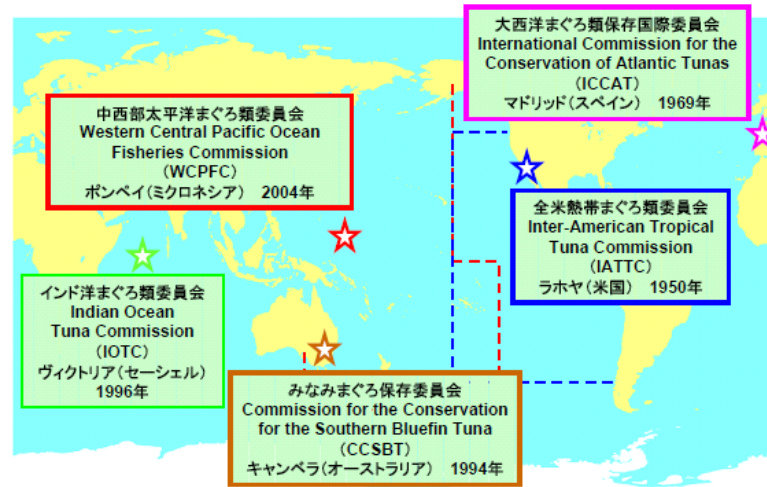 大西洋まぐろ類保存国際委員会
International Commission for the
Conservation of Atlantic Tunas
(ICCAT)
マドリッド(スペイン) 1969年
中西部太平洋まぐろ類委員会
Western Central Pacific Ocean
Fisheries Commission
(WCPFC)
ポンペイ(ミクロネシア) 2004年
全米熱帯まぐろ類委員会
Inter-American Tropical
Tuna Commission
(IATTC)
ラホヤ(米国) 1950年
インド洋まぐろ類委員会
Indian Ocean
Tuna Commission
(IOTC)
ヴィクトリア(セーシェル)
1996年
みなみまぐろ保存委員会
Commission for the Conservation
for the Southern Bluefin Tuna
(CCSBT)
キャンベラ(オーストラリア) 1994年